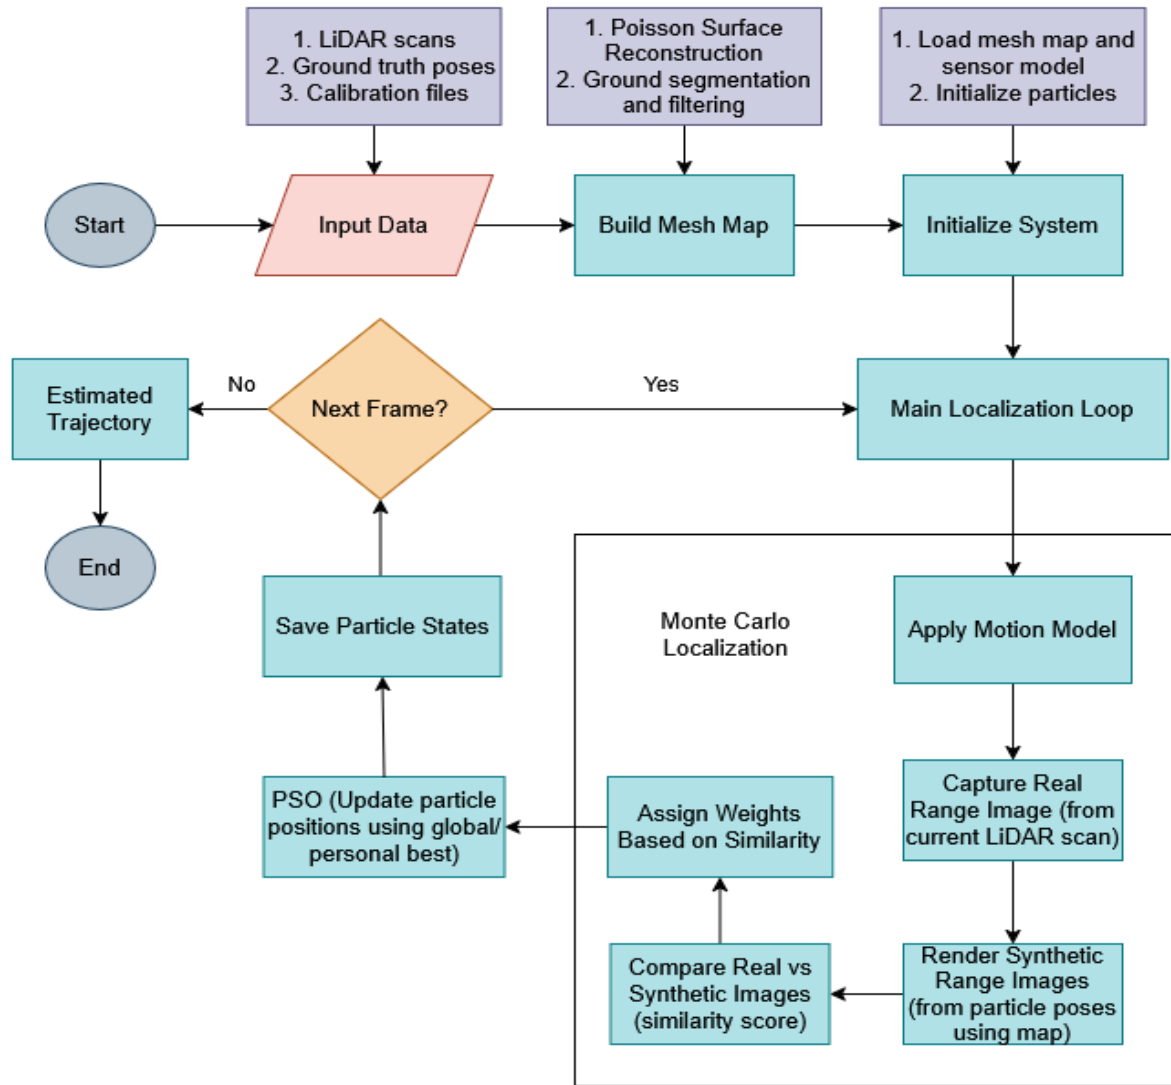 1. LiDAR scans
2. Ground truth poses
3. Calibration files
1. Poisson Surface
Reconstruction
2. Ground segmentation
and filtering
1. Load mesh map and
sensor model
2. Initialize particles
Start
Input Data
Build Mesh Map
Initialize System
Estimated
Trajectory
No
Next Frame?
Yes
Main Localization Loop
End
Save Particle States
Monte Carlo
Localization
Apply Motion Model
PSO (Update particle
positions using global/
personal best)
Assign Weights
Based on Similarity
Capture Real
Range Image (from
current LiDAR scan)
Compare Real vs
Synthetic Images
(similarity score)
Render Synthetic
Range Images
(from particle poses
using map)